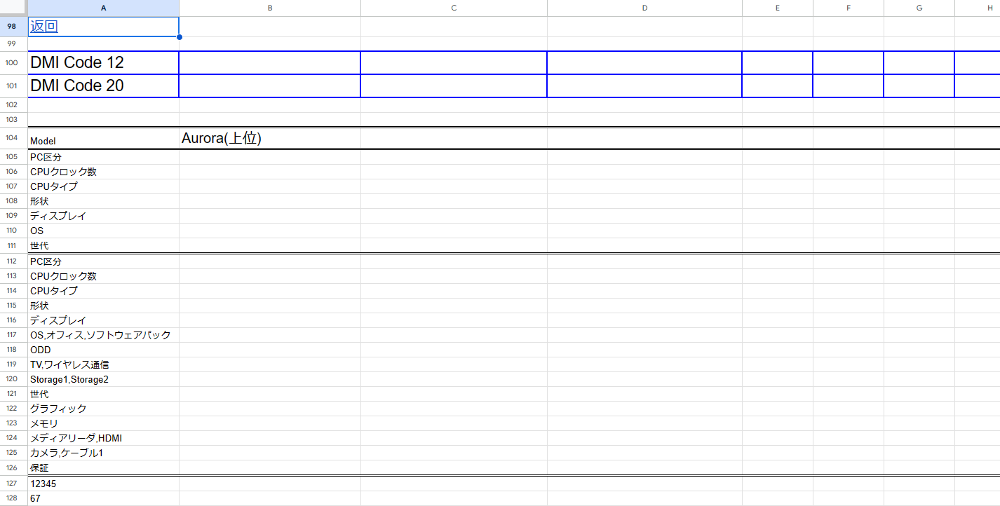 A B C D E F G H
98 返回
99
100 DMI Code 12
101 DMI Code 20
102
103
104 Model Aurora(上位)
105 PC区分
106 CPUクロック数
107 CPUタイプ
108 形状
109 ディスプレイ
110 OS
111 世代
112 PC区分
113 CPUクロック数
114 CPUタイプ
115 形状
116 ディスプレイ
117 OS,オフィス,ソフトウェアパック
118 ODD
119 TV,ワイヤレス通信
120 Storage1,Storage2
121 世代
122 グラフィック
123 メモリ
124 メディアリーダ,HDMI
125 カメラ,ケーブル1
126 保証
127 12345
128 67